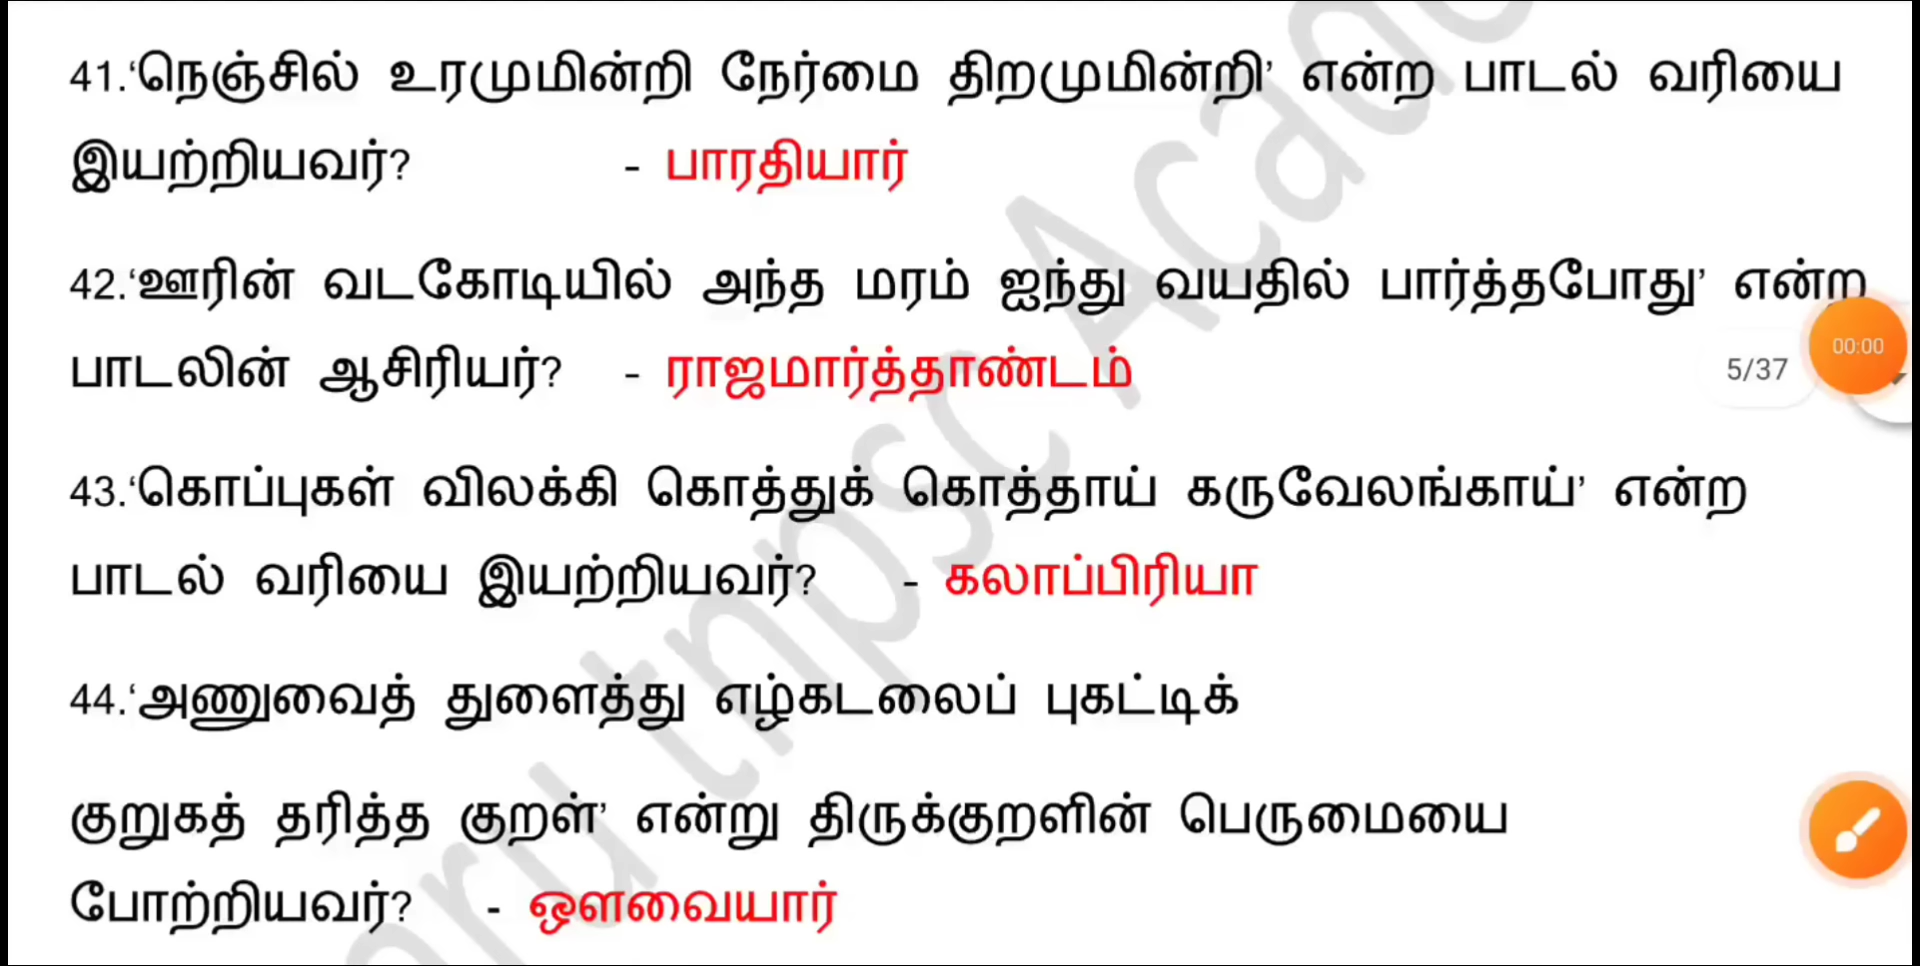 41.‘நெஞ்சில் உரமுமின்றி நேர்மை திறமுமின்றி’ என்ற பாடல் வரியை
இயற்றியவர்? - பாரதியார்
42.‘ஊரின் வடகோடியில் அந்த மரம் ஐந்து வயதில் பார்த்தபோது’ என்ற
பாடலின் ஆசிரியர்? - ராஜமார்த்தாண்டம்
00:00
5/37
43.‘கொப்புகள் விலக்கி கொத்துக் கொத்தாய் கருவேலங்காய்’ என்ற
பாடல் வரியை இயற்றியவர்? - கலாப்பிரியா
44.‘அணுவைத் துளைத்து எழ்கடலைப் புகட்டிக்
குறுகத் தரித்த குறள்’ என்று திருக்குறளின் பெருமையை
போற்றியவர்? - ஔவையார்
tnpsc